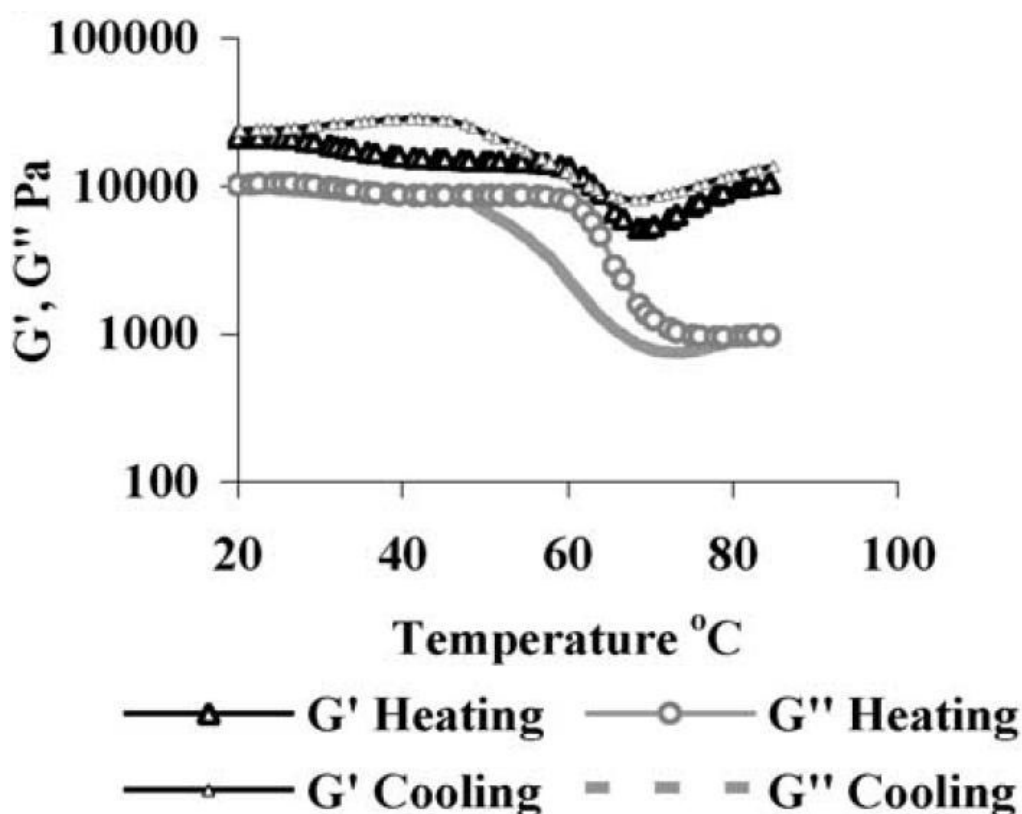 100000
10000
1000
100
G', G'' Pa
20 40 60 80 100
Temperature °C
G' Heating G'' Heating
G' Cooling G'' Cooling